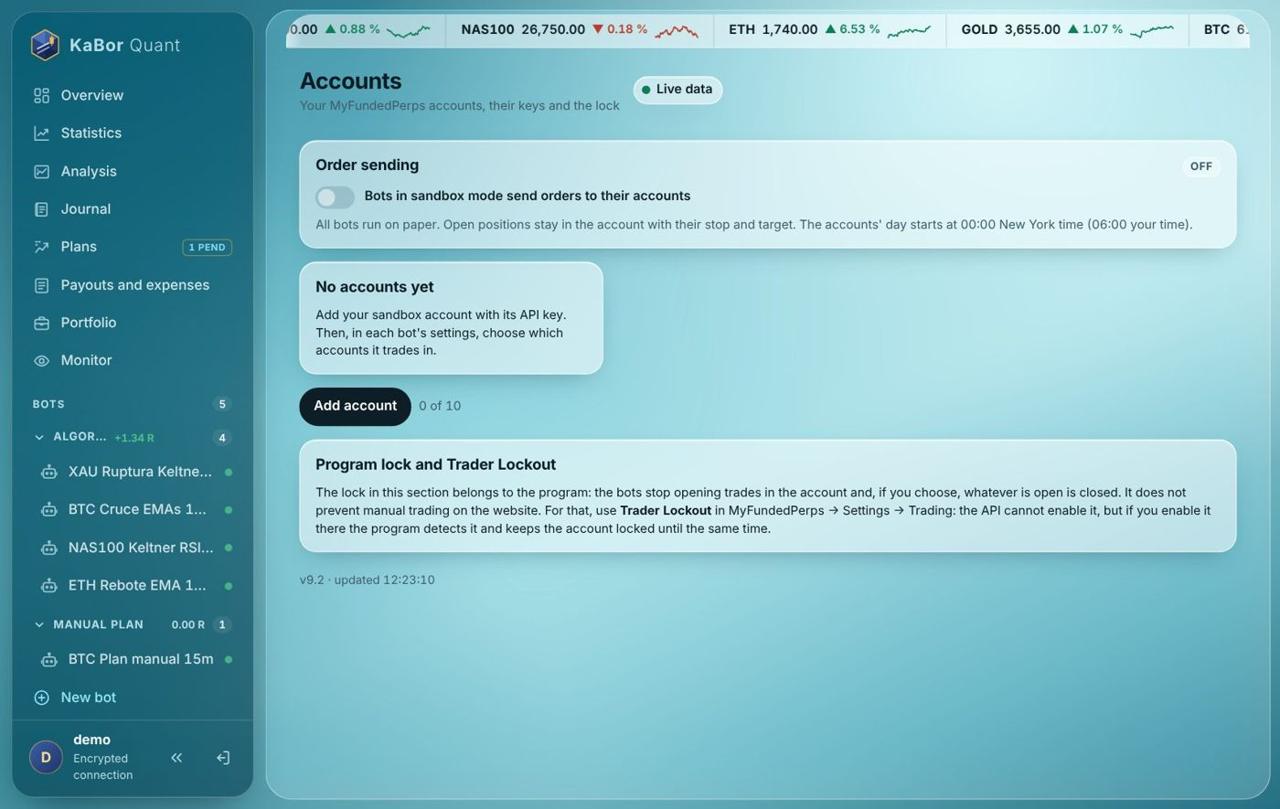 KaBor Quant
Overview
Statistics
Analysis
Journal
Plans
1 PEND
Payouts and expenses
Portfolio
Monitor
BOTS 5
ALGOR... +1.34 R 4
XAU Ruptura Keltne...
BTC Cruce EMAs 1...
NAS100 Keltner RSI...
ETH Rebote EMA 1...
MANUAL PLAN 0.00 R 1
BTC Plan manual 15m
New bot
D
demo
Encrypted
connection
0.00 ▲ 0.88 % NAS100 26,750.00 ▼ 0.18 % ETH 1,740.00 ▲ 6.53 % GOLD 3,655.00 ▲ 1.07 % BTC 6.
Accounts
Your MyFundedPerps accounts, their keys and the lock
Live data
Order sending
OFF
Bots in sandbox mode send orders to their accounts
All bots run on paper. Open positions stay in the account with their stop and target. The accounts' day starts at 00:00 New York time (06:00 your time).
No accounts yet
Add your sandbox account with its API key.
Then, in each bot's settings, choose which
accounts it trades in.
Add account
0 of 10
Program lock and Trader Lockout
The lock in this section belongs to the program: the bots stop opening trades in the account and, if you choose, whatever is open is closed. It does not
prevent manual trading on the website. For that, use Trader Lockout in MyFundedPerps → Settings → Trading: the API cannot enable it, but if you enable it
there the program detects it and keeps the account locked until the same time.
v9.2 · updated 12:23:10